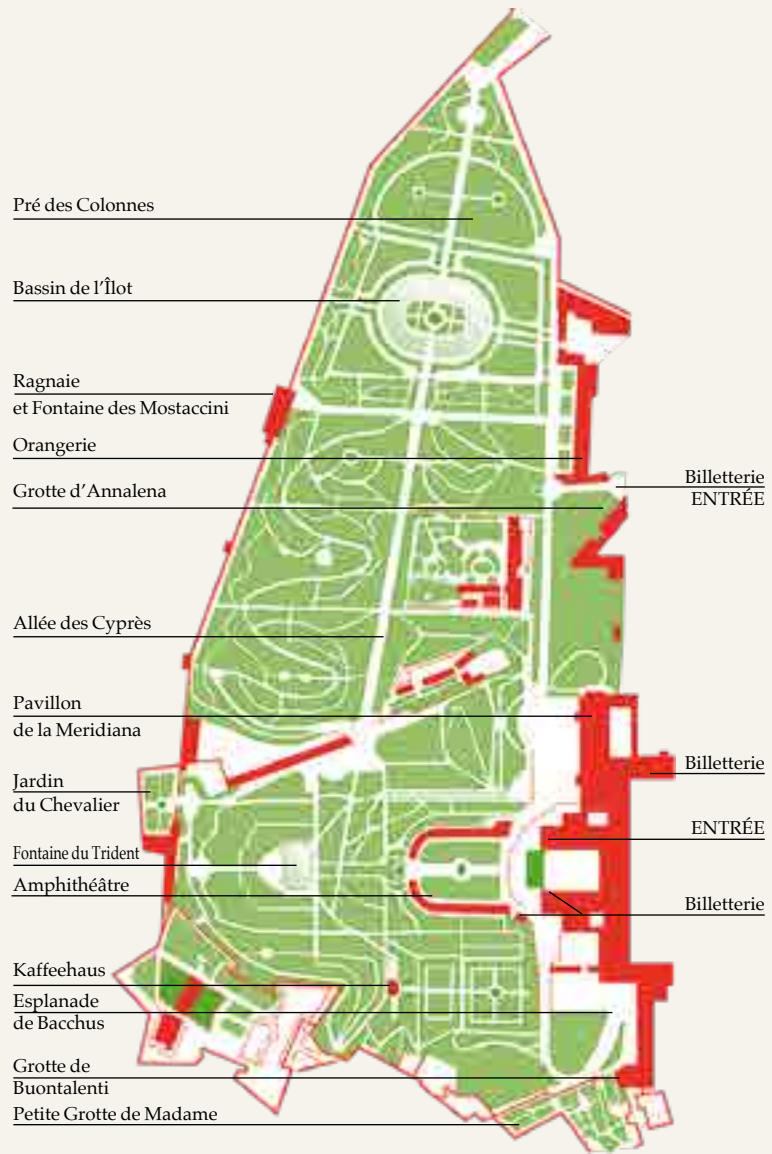 Pré des Colonnes
Bassin de l'Îlot
Ragnaie
et Fontaine des Mostaccini
Orangerie
Grotte d'Annalena
Billetterie
ENTRÉE
Allée des Cyprès
Pavillon
de la Meridiana
Billetterie
Jardin
du Chevalier
ENTRÉE
Fontaine du Trident
Amphithéâtre
Billetterie
Kaffeehaus
Esplanade
de Bacchus
Grotte de
Buontalenti
Petite Grotte de Madame